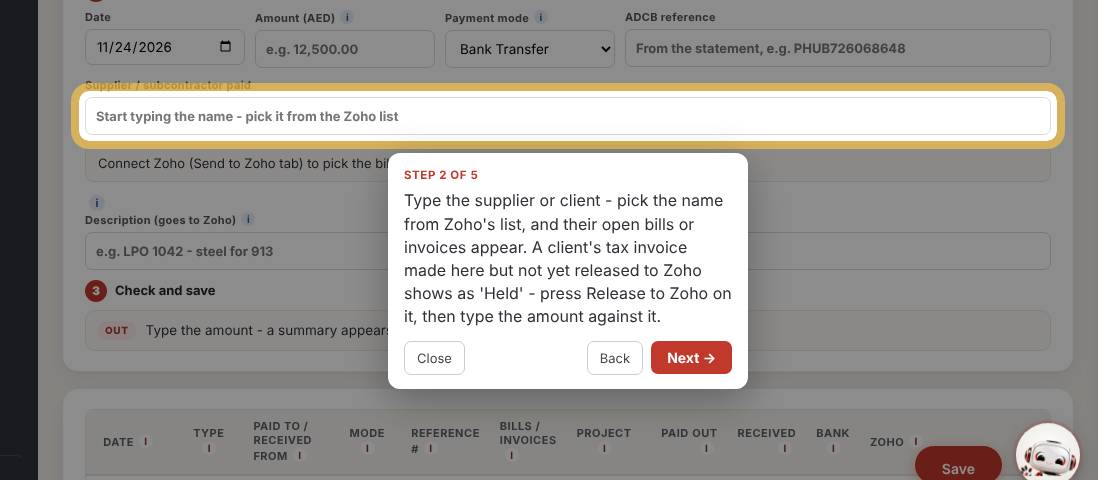 Date
Amount (AED) i
Payment mode i
ADCB reference
11/24/2026
e.g. 12,500.00
Bank Transfer
From the statement, e.g. PHUB726068648
Supplier / subcontractor paid
Start typing the name - pick it from the Zoho list
Connect Zoho (Send to Zoho tab) to pick the
i
Description (goes to Zoho) i
e.g. LPO 1042 - steel for 913
3 Check and save
OUT Type the amount - a summary appears
STEP 2 OF 5
Type the supplier or client - pick the name
from Zoho's list, and their open bills or
invoices appear. A client's tax invoice
made here but not yet released to Zoho
shows as 'Held' - press Release to Zoho on
it, then type the amount against it.
Close
Back
Next →
DATE I
TYPE I
PAID TO / RECEIVED FROM I
MODE I
REFERENCE # I
BILLS / INVOICES I
PROJECT I
PAID OUT I
RECEIVED I
BANK I
ZOHO I
Save